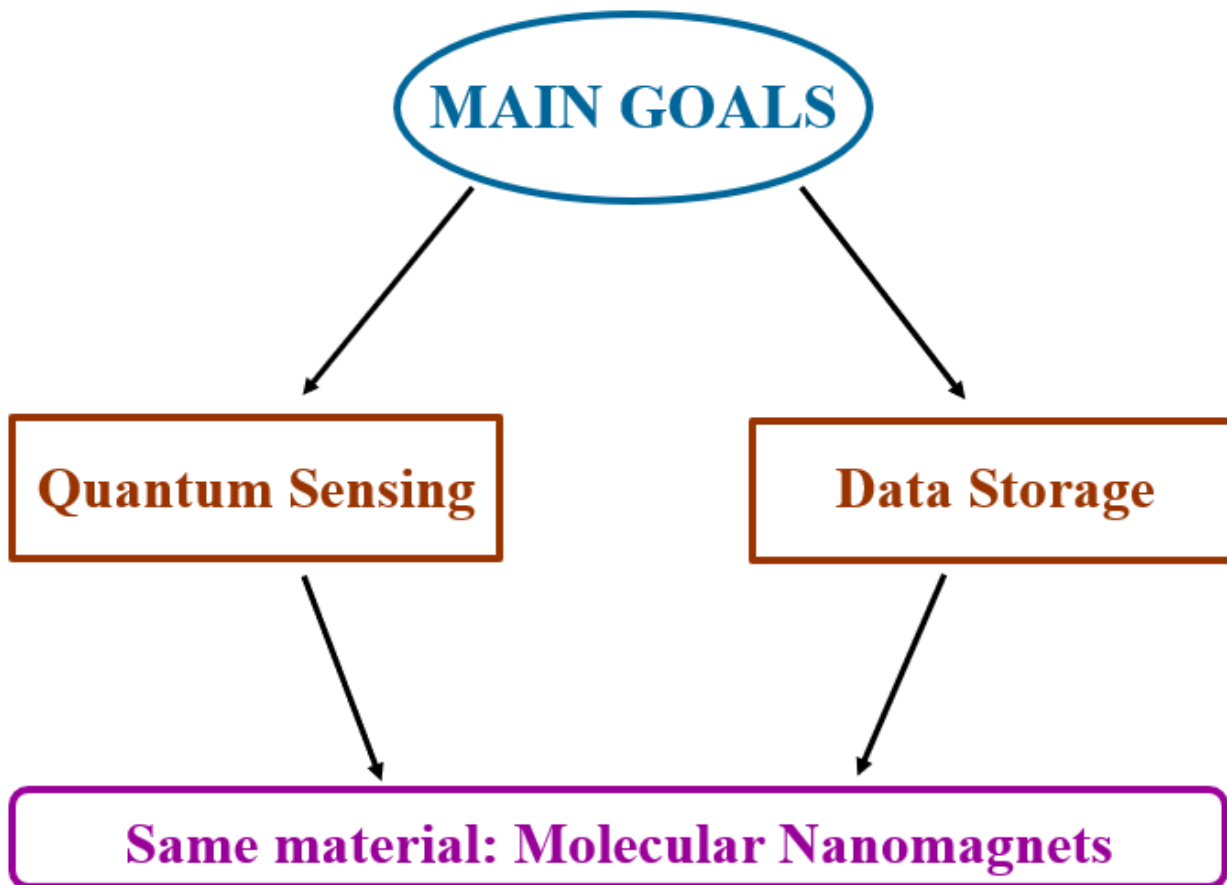 MAIN GOALS
Quantum Sensing
Data Storage
Same material: Molecular Nanomagnets